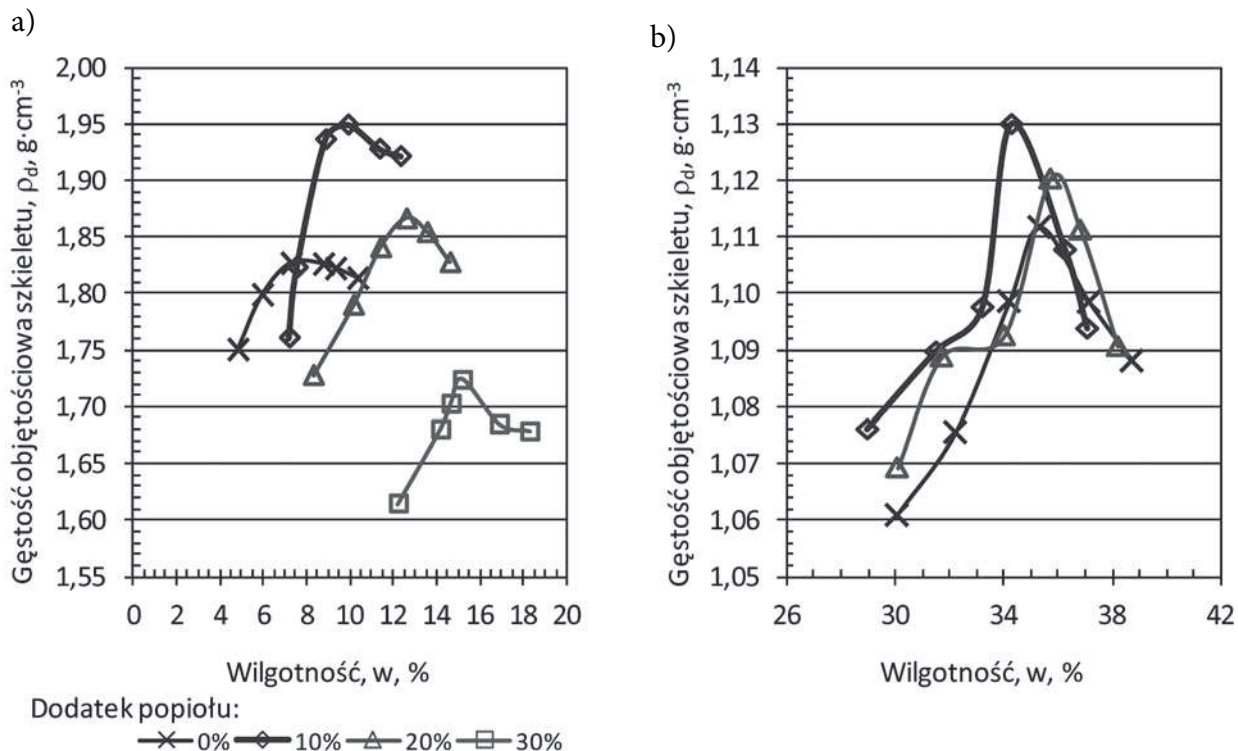 a)
Gęstość objętościowa szkieletu, ρd, g·cm-3
2,00
1,95
1,90
1,85
1,80
1,75
1,70
1,65
1,60
1,55
0 2 4 6 8 10 12 14 16 18 20
Wilgotność, w, %
b)
Gęstość objętościowa szkieletu, ρd, g·cm-3
1,14
1,13
1,12
1,11
1,10
1,09
1,08
1,07
1,06
1,05
26 30 34 38 42
Wilgotność, w, %
Dodatek popiołu:
0% 10% 20% 30%